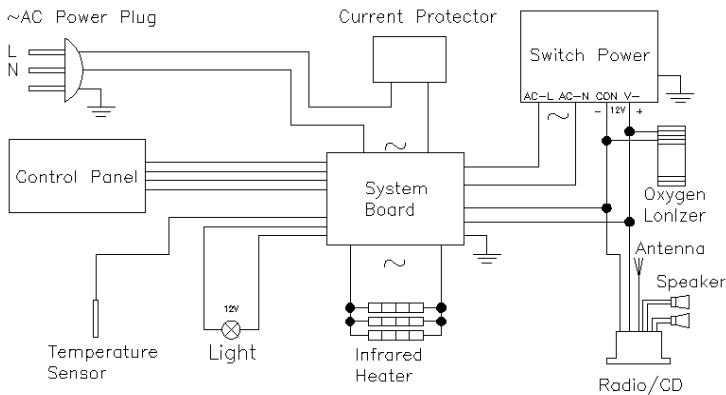 ~AC Power Plug
Current Protector
L
N
Switch Power
AC-L AC-N CON V-
- 12V +
Control Panel
System
Board
Oxygen
LonIzer
Antenna
Speaker
12V
Light
Temperature
Sensor
Infrared
Heater
Radio/CD